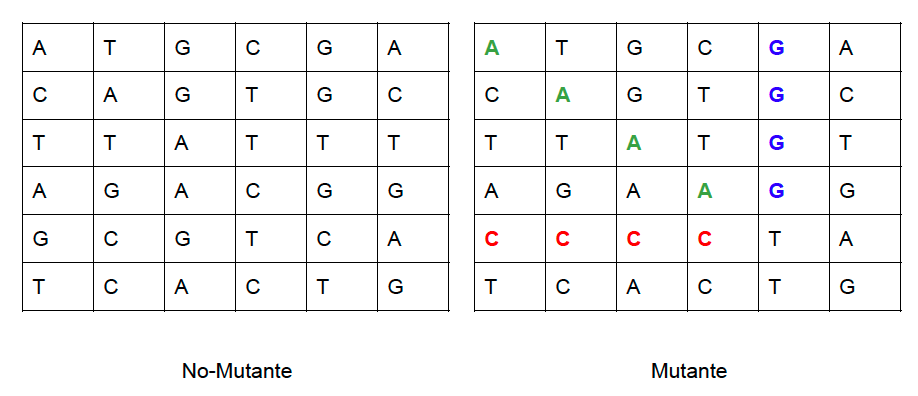 A T G C G A
C A G T G C
T T A T T T
A G A C G G
G C G T C A
T C A C T G
No-Mutante
A T G C G A
C A G T G C
T T A T G T
A G A A G G
C C C C T A
T C A C T G
Mutante